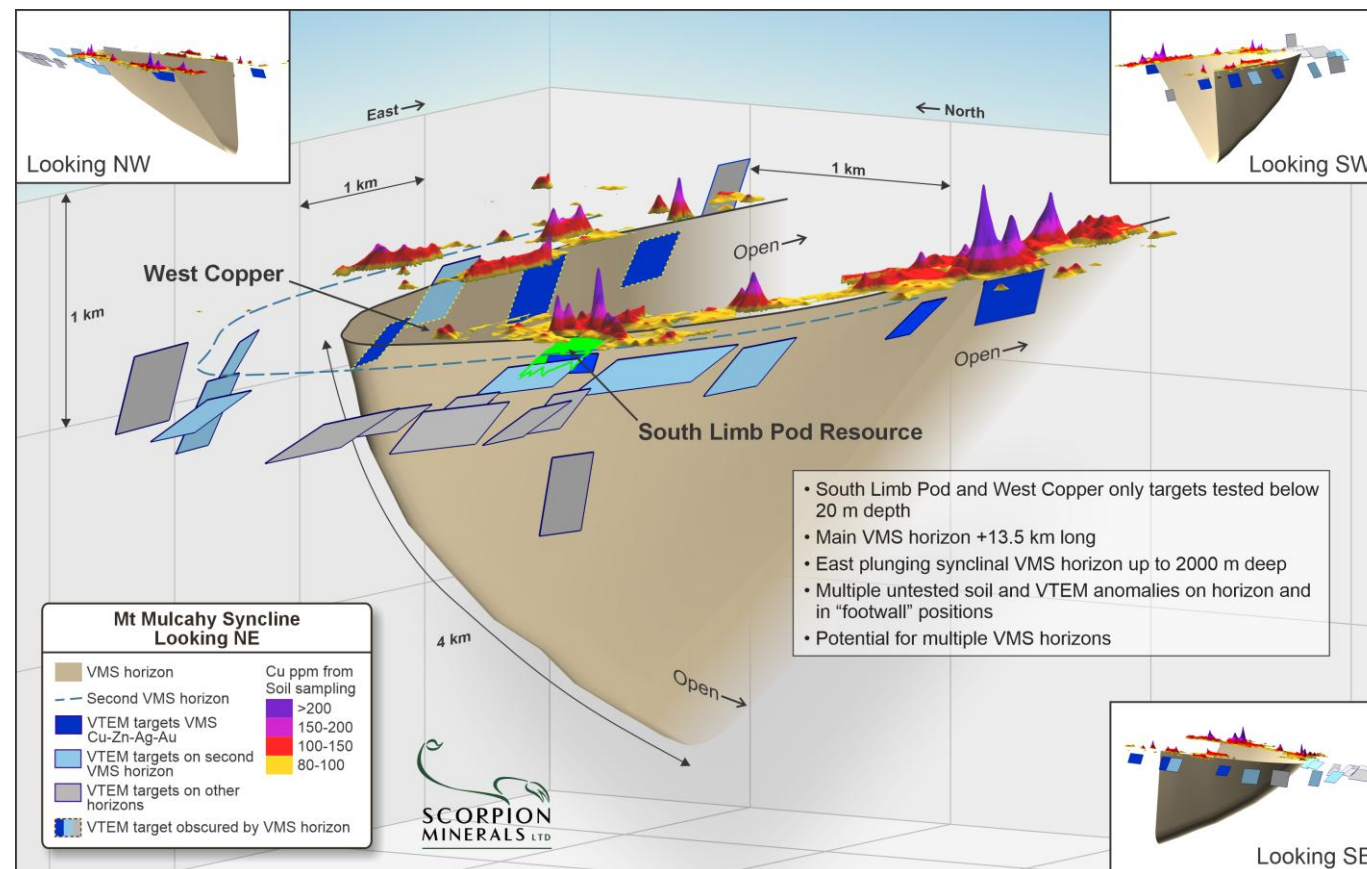 Looking NW
Looking SW
East →
← North
1 km
1 km
Open →
West Copper
1 km
Open →
South Limb Pod Resource
• South Limb Pod and West Copper only targets tested below
20 m depth
• Main VMS horizon +13.5 km long
• East plunging synclinal VMS horizon up to 2000 m deep
• Multiple untested soil and VTEM anomalies on horizon and
in “footwall” positions
• Potential for multiple VMS horizons
4 km
Open →
Mt Mulcahy Syncline
Looking NE
VMS horizon
Second VMS horizon
VTEM targets VMS
Cu-Zn-Ag-Au
VTEM targets on second
VMS horizon
VTEM targets on other
horizons
VTEM target obscured by VMS horizon
Cu ppm from
Soil sampling
>200
150-200
100-150
80-100
SCORPION
MINERALS LTD
Looking SE